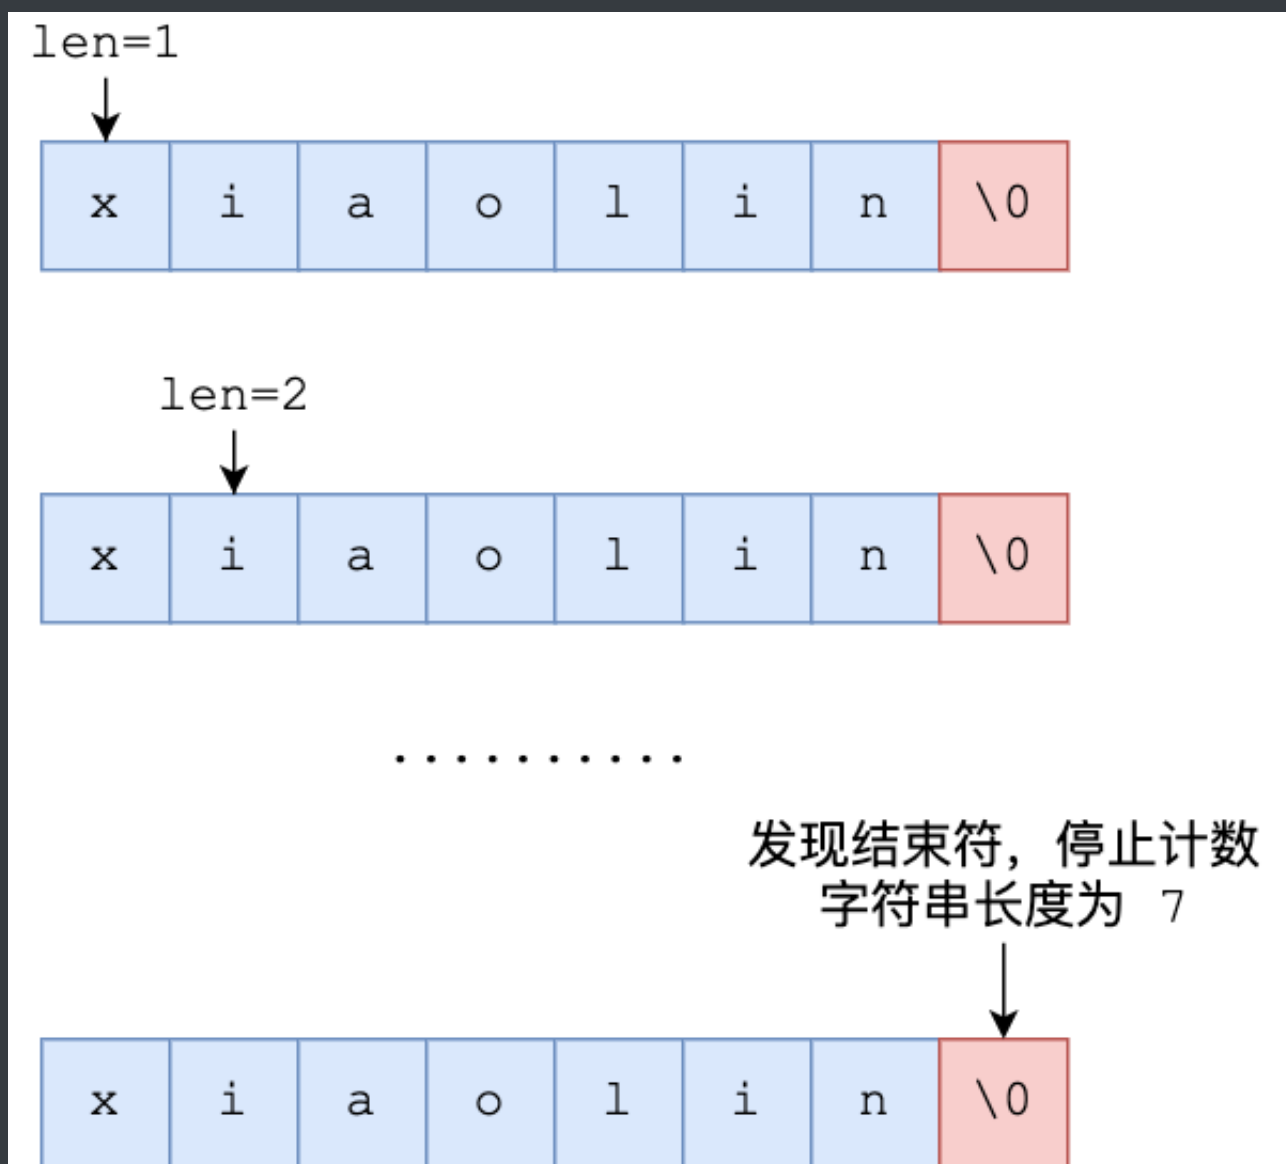 len=1
x i a o l i n \0
len=2
x i a o l i n \0
..........
发现结束符，停止计数
字符串长度为 7
x i a o l i n \0